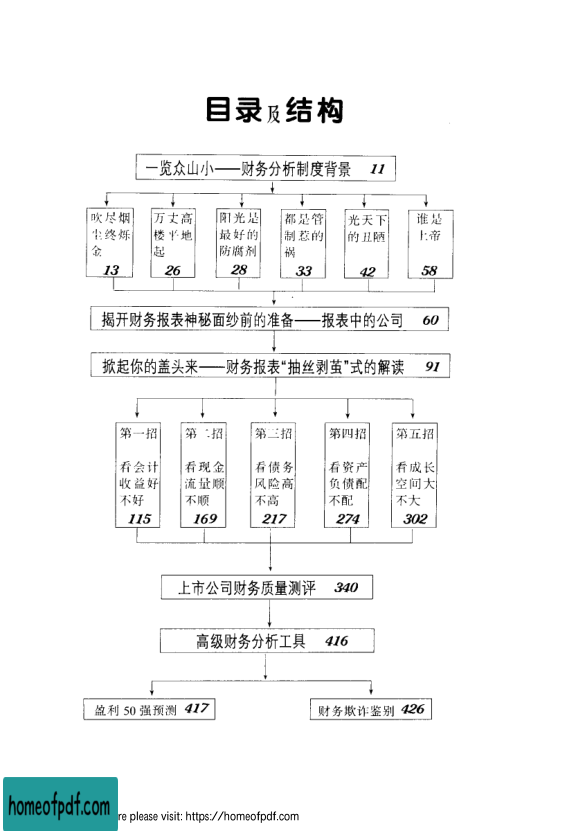 目录及结构
一览众山小——财务分析制度背景 11
吹尽烟
尘终烁
金
13
万丈高
楼平地
起
26
阳光是
最好的
防腐剂
28
都是管
制惹的
祸
33
光天下
的丑陋
42
谁是
上帝
58
揭开财务报表神秘面纱前的准备——报表中的公司 60
掀起你的盖头来——财务报表“抽丝剥茧”式的解读 91
第一招
看会计
收益好
不好
115
第二招
看现金
流量顺
不顺
169
第三招
看债务
风险高
不高
217
第四招
看资产
负债配
不配
274
第五招
看成长
空间大
不大
302
上市公司财务质量测评 340
高级财务分析工具 416
盈利50强预测 417
财务欺诈鉴别 426
homeofpdf.com
re please visit: https://homeofpdf.com